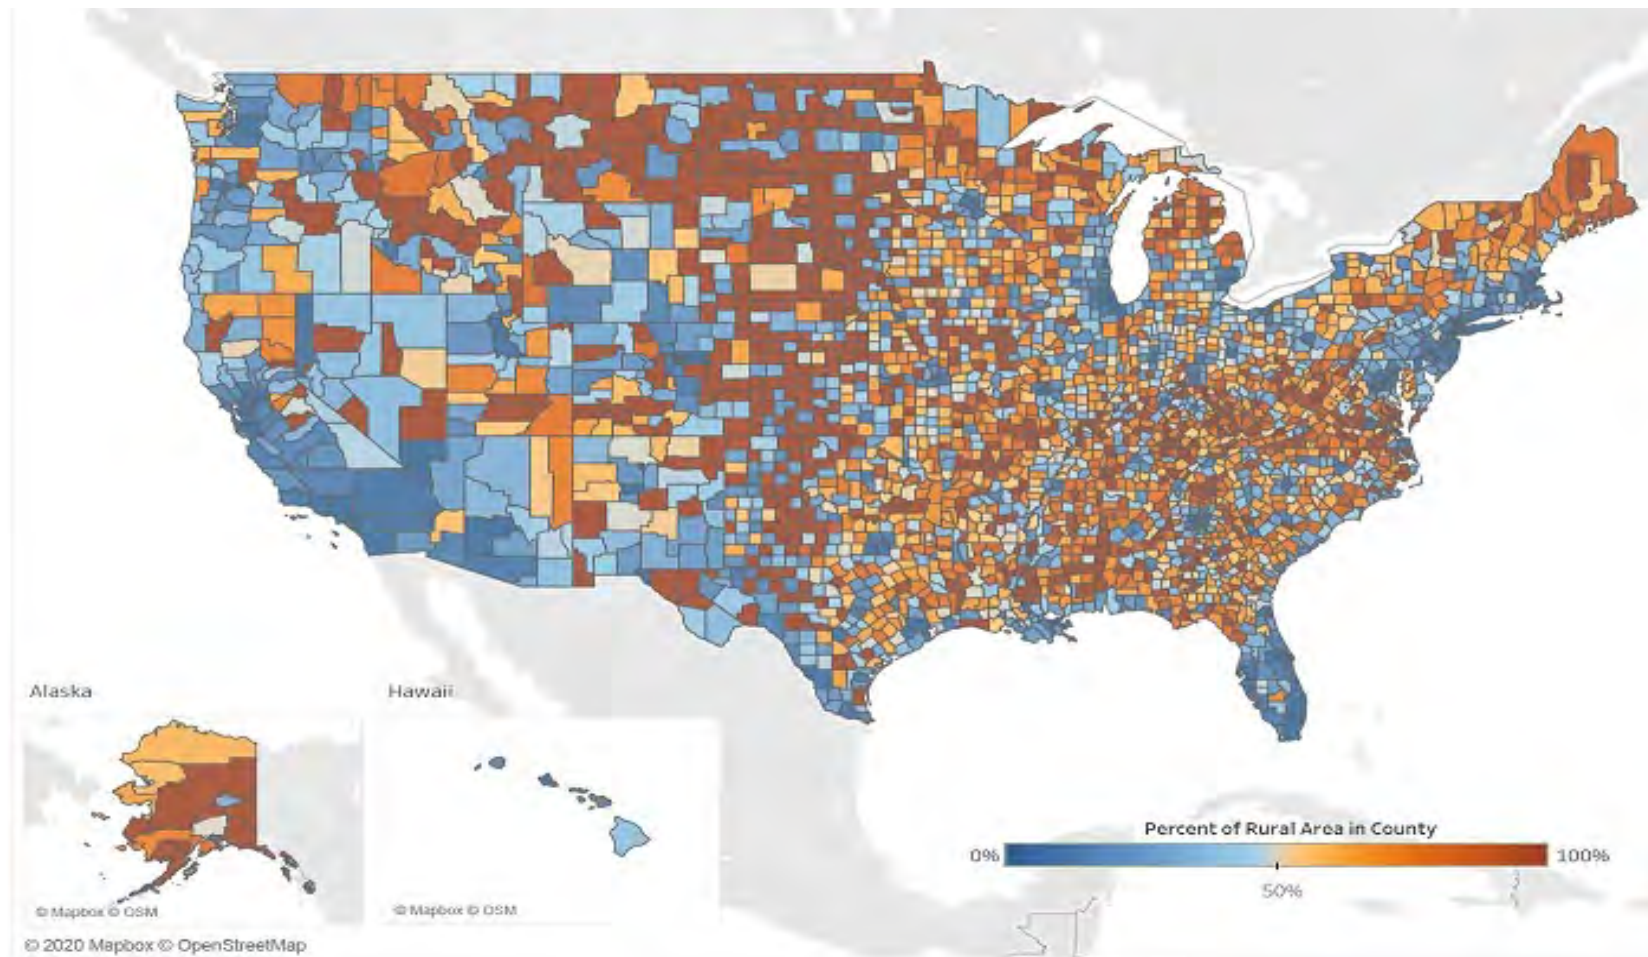 Alaska
Hawaii
© Mapbox © OSM
© Mapbox © OSM
Percent of Rural Area in County
0%
100%
50%
© 2020 Mapbox © OpenStreetMap